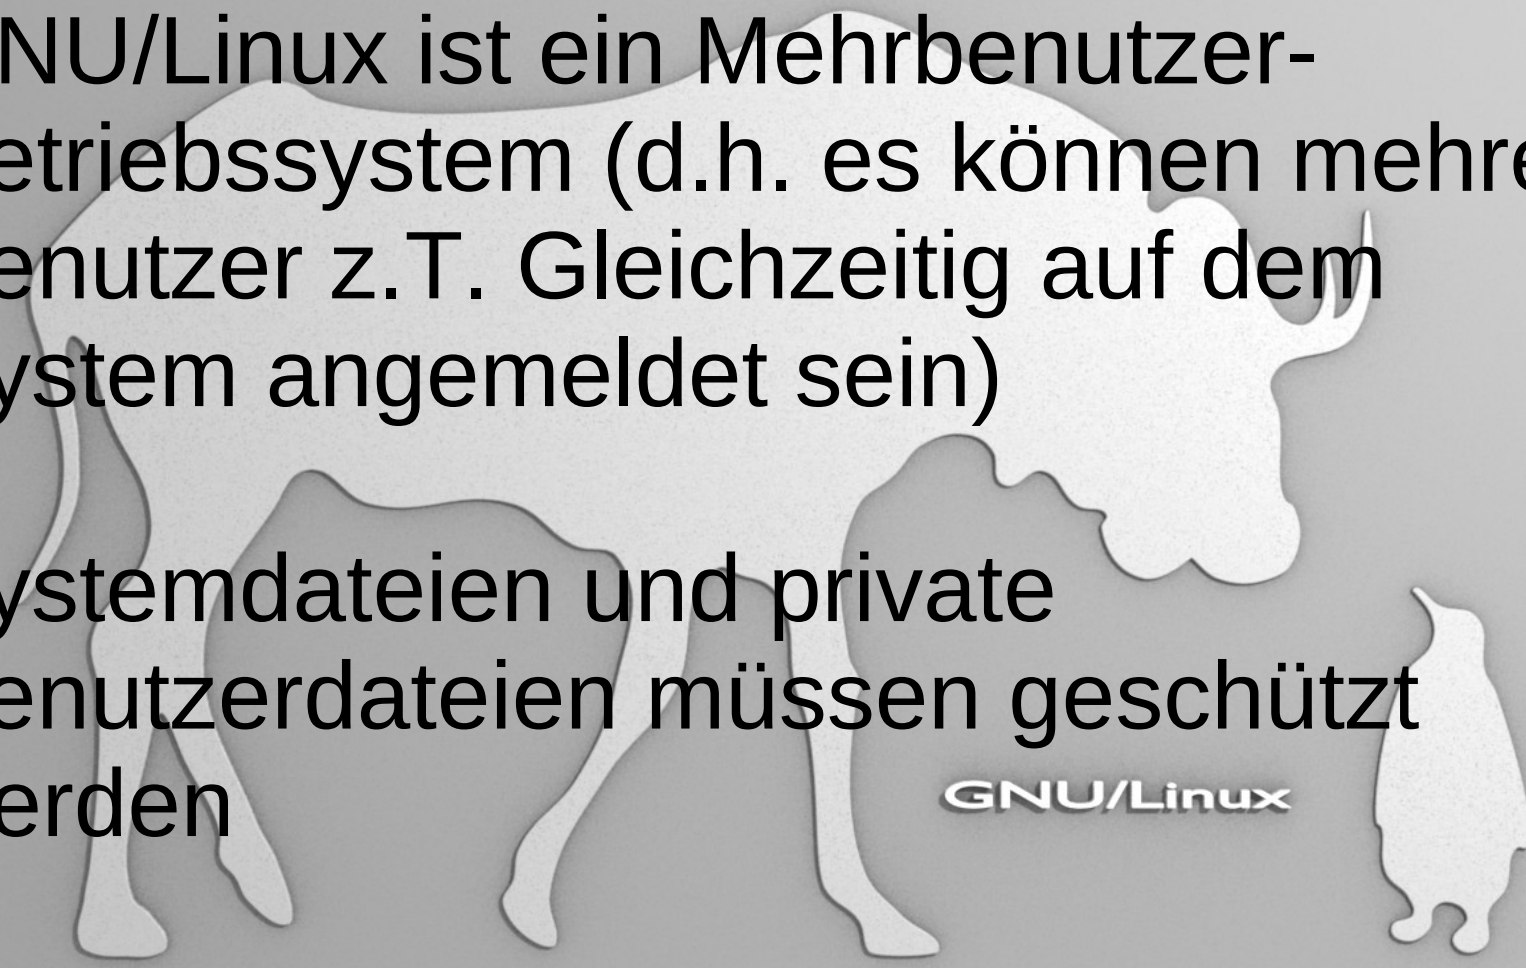 NU/Linux ist ein Mehrbenutzer-
etriebssystem (d.h. es können mehre
enutzer z.T. Gleichzeitig auf dem
ystem angemeldet sein)
ystemdateien und private
enutzerdateien müssen geschützt
erden
GNU/Linux